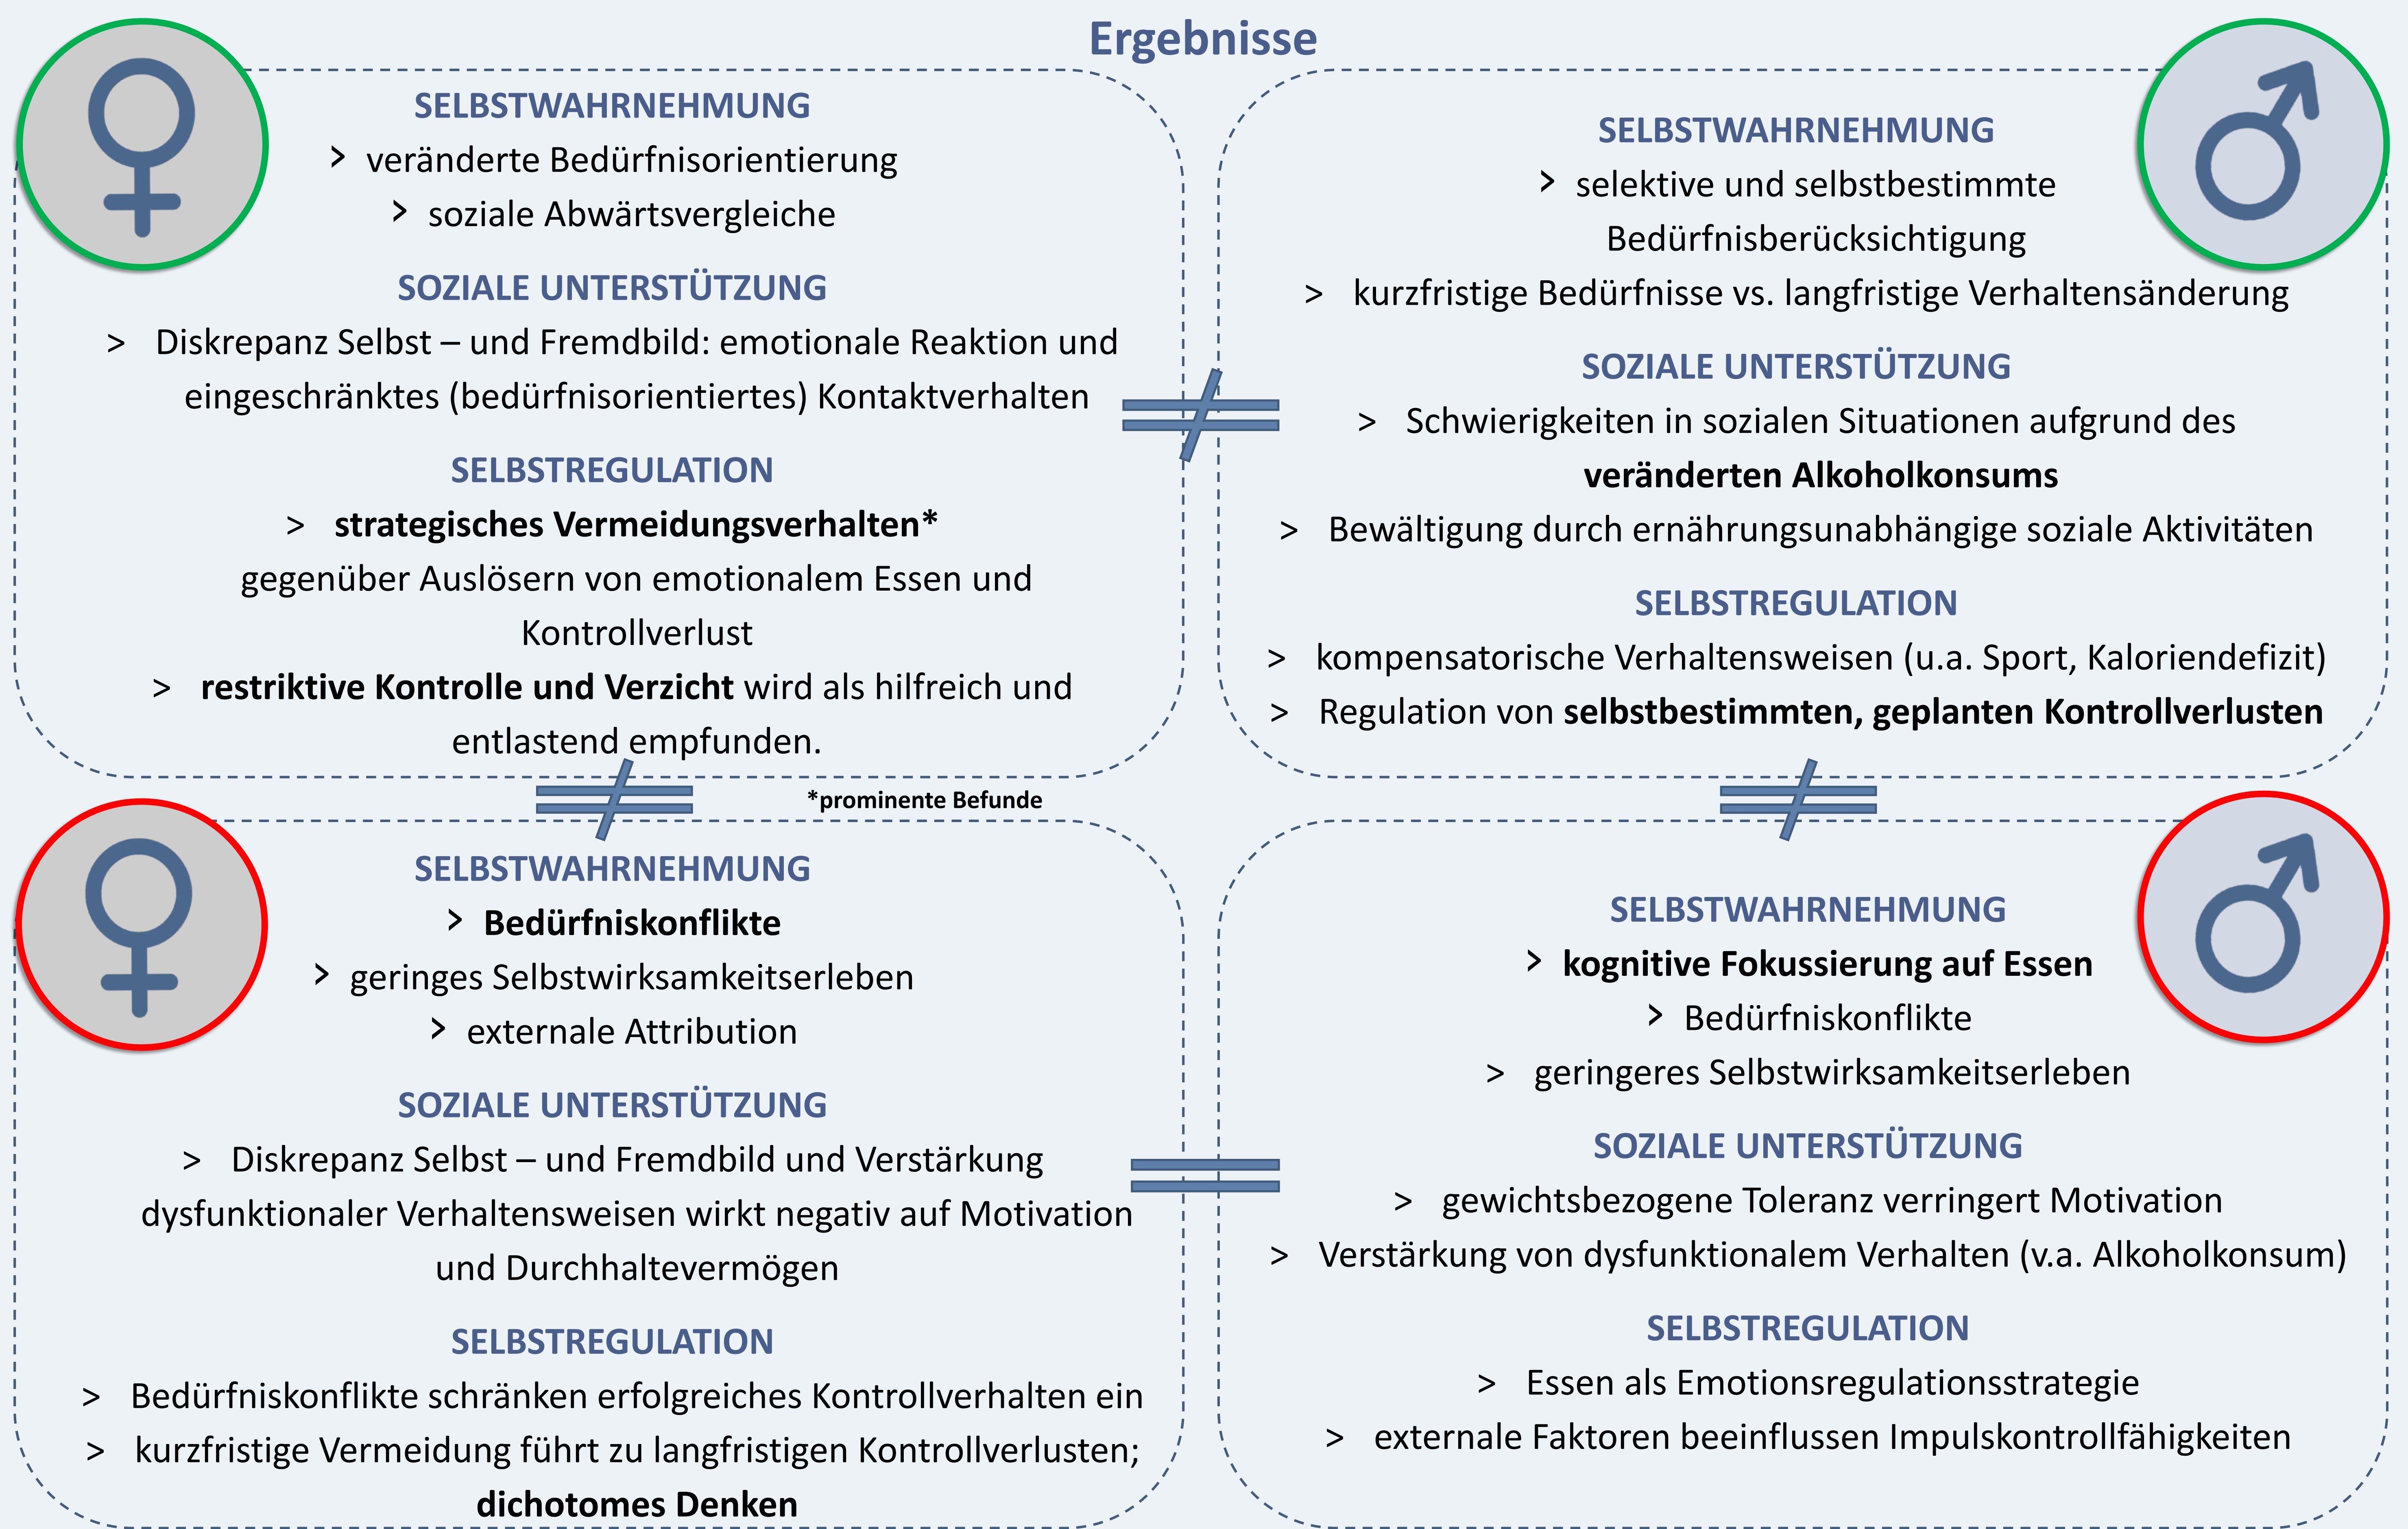 Ergebnisse
SELBSTWAHRNEHMUNG
> veränderte Bedürfnisorientierung
> soziale Abwärtsvergleiche
SOZIALE UNTERSTÜTZUNG
> Diskrepanz Selbst – und Fremdbild: emotionale Reaktion und
eingeschränktes (bedürfnisorientiertes) Kontaktverhalten
SELBSTREGULATION
> strategisches Vermeidungsverhalten*
gegenüber Auslösern von emotionalem Essen und
Kontrollverlust
> restriktive Kontrolle und Verzicht wird als hilfreich und
entlastend empfunden.
*prominente Befunde
SELBSTWAHRNEHMUNG
> selektive und selbstbestimmte
Bedürfnisberücksichtigung
> kurzfristige Bedürfnisse vs. langfristige Verhaltensänderung
SOZIALE UNTERSTÜTZUNG
> Schwierigkeiten in sozialen Situationen aufgrund des
veränderten Alkoholkonsums
> Bewältigung durch ernährungsunabhängige soziale Aktivitäten
SELBSTREGULATION
> kompensatorische Verhaltensweisen (u.a. Sport, Kaloriendefizit)
> Regulation von selbstbestimmten, geplanten Kontrollverlusten
SELBSTWAHRNEHMUNG
> Bedürfniskonflikte
> geringes Selbstwirksamkeitserleben
> externale Attribution
SOZIALE UNTERSTÜTZUNG
> Diskrepanz Selbst – und Fremdbild und Verstärkung
dysfunktionaler Verhaltensweisen wirkt negativ auf Motivation
und Durchhaltevermögen
SELBSTREGULATION
> Bedürfniskonflikte schränken erfolgreiches Kontrollverhalten ein
> kurzfristige Vermeidung führt zu langfristigen Kontrollverlusten;
dichotomes Denken
SELBSTWAHRNEHMUNG
> kognitive Fokussierung auf Essen
> Bedürfniskonflikte
> geringeres Selbstwirksamkeitserleben
SOZIALE UNTERSTÜTZUNG
> gewichtsbezogene Toleranz verringert Motivation
> Verstärkung von dysfunktionalem Verhalten (v.a. Alkoholkonsum)
SELBSTREGULATION
> Essen als Emotionsregulationsstrategie
> externale Faktoren beeinflussen Impulskontrollfähigkeiten